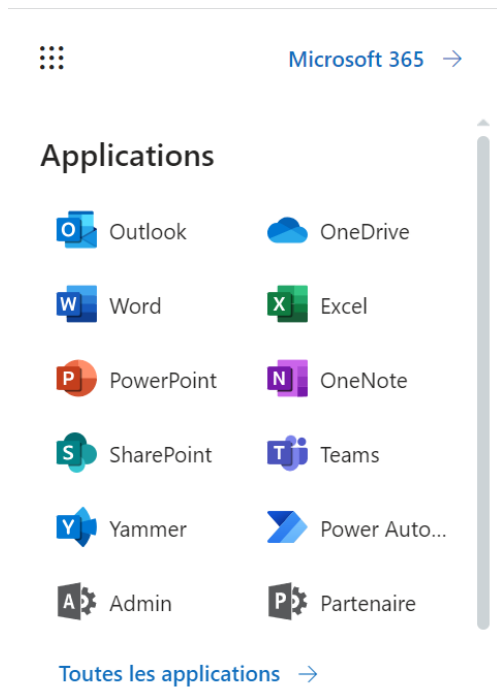 Microsoft 365
Applications
Outlook
OneDrive
Word
Excel
PowerPoint
OneNote
SharePoint
Teams
Yammer
Power Auto...
Admin
Partenaire
Toutes les applications